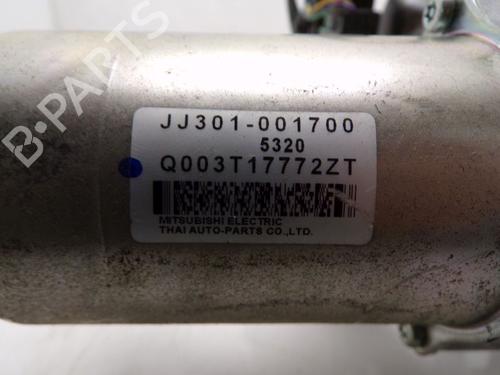 B-PARTS
JJ301-001700
5320
Q003T17772ZT
MITSUBISHI ELECTRIC
THAI AUTO-PARTS CO.,LTD.